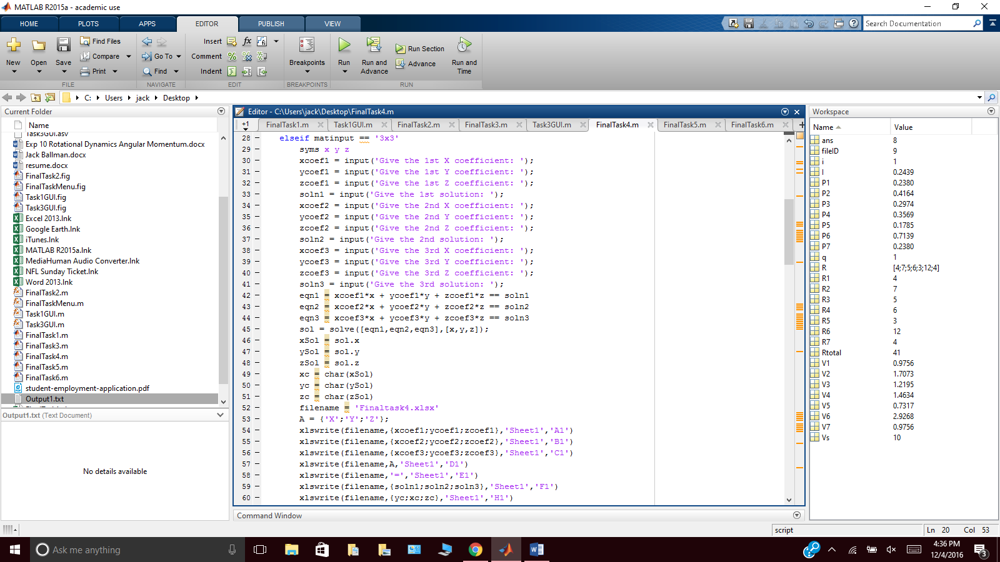 MATLAB R2015a - academic use
HOME PLOTS APPS EDITOR PUBLISH VIEW
Search Documentation
New Open Save Find Files Compare Print
Go To Find
Insert fx Comment Indent
Breakpoints
Run Run and Advance Run Section Advance Run and Time
FILE NAVIGATE EDIT BREAKPOINTS RUN
C: Users jack Desktop
Current Folder
Name
Task3GUI.asv
Exp 10 Rotational Dynamics Angular Momentum.docx
Jack Ballman.docx
resume.docx
FinalTask2.fig
FinalTaskMenu.fig
Task1GUI.fig
Task3GUI.fig
Excel 2013.lnk
Google Earth.lnk
iTunes.lnk
MATLAB R2015a.lnk
MediaHuman Audio Converter.lnk
NFL Sunday Ticket.lnk
Word 2013.lnk
FinalTask2.m
FinalTaskMenu.m
Task1GUI.m
Task3GUI.m
FinalTask1.m
FinalTask3.m
FinalTask4.m
FinalTask5.m
FinalTask6.m
student-employment-application.pdf
Output1.txt
Output1.txt (Text Document)
No details available
Editor - C:\Users\jack\Desktop\FinalTask4.m
+1 FinalTask1.m Task1GUI.m FinalTask2.m FinalTask3.m Task3GUI.m FinalTask4.m FinalTask5.m FinalTask6.m
28 elseif matinput == '3x3'
29 syms x y z
30 xcoef1 = input('Give the 1st X coefficient: ');
31 ycoef1 = input('Give the 1st Y coefficient: ');
32 zcoef1 = input('Give the 1st Z coefficient: ');
33 soln1 = input('Give the 1st solution: ');
34 xcoef2 = input('Give the 2nd X coefficient: ');
35 ycoef2 = input('Give the 2nd Y coefficient: ');
36 zcoef2 = input('Give the 2nd Z coefficient: ');
37 soln2 = input('Give the 2nd solution: ');
38 xcoef3 = input('Give the 3rd X coefficient: ');
39 ycoef3 = input('Give the 3rd Y coefficient: ');
40 zcoef3 = input('Give the 3rd Z coefficient: ');
41 soln3 = input('Give the 3rd solution: ');
42 eqn1 = xcoef1*x + ycoef1*y + zcoef1*z == soln1
43 eqn2 = xcoef2*x + ycoef2*y + zcoef2*z == soln2
44 eqn3 = xcoef3*x + ycoef3*y + zcoef3*z == soln3
45 sol = solve([eqn1,eqn2,eqn3],[x,y,z]);
46 xSol = sol.x
47 ySol = sol.y
48 zSol = sol.z
49 xc = char(xSol)
50 yc = char(ySol)
51 zc = char(zSol)
52 filename = 'Finaltask4.xlsx'
53 A = {'X';'Y';'Z'};
54 xlswrite(filename,{xcoef1;ycoef1;zcoef1},'Sheet1','A1')
55 xlswrite(filename,{xcoef2;ycoef2;zcoef2},'Sheet1','B1')
56 xlswrite(filename,{xcoef3;ycoef3;zcoef3},'Sheet1','C1')
57 xlswrite(filename,A,'Sheet1','D1')
58 xlswrite(filename,'=','Sheet1','E1')
59 xlswrite(filename,{soln1;soln2;soln3},'Sheet1','F1')
60 xlswrite(filename,{yc;xc;zc},'Sheet1','H1')
Command Window
Workspace
Name Value
ans 8
fileID 9
i 1
I 0.2439
P1 0.2380
P2 0.4164
P3 0.2974
P4 0.3569
P5 0.1785
P6 0.7139
P7 0.2380
q 1
R [4;7;5;6;3;12;4]
R1 4
R2 7
R3 5
R4 6
R5 3
R6 12
R7 4
Rtotal 41
V1 0.9756
V2 1.7073
V3 1.2195
V4 1.4634
V5 0.7317
V6 2.9268
V7 0.9756
Vs 10
script Ln 20 Col 53
Ask me anything
4:36 PM
12/4/2016
3